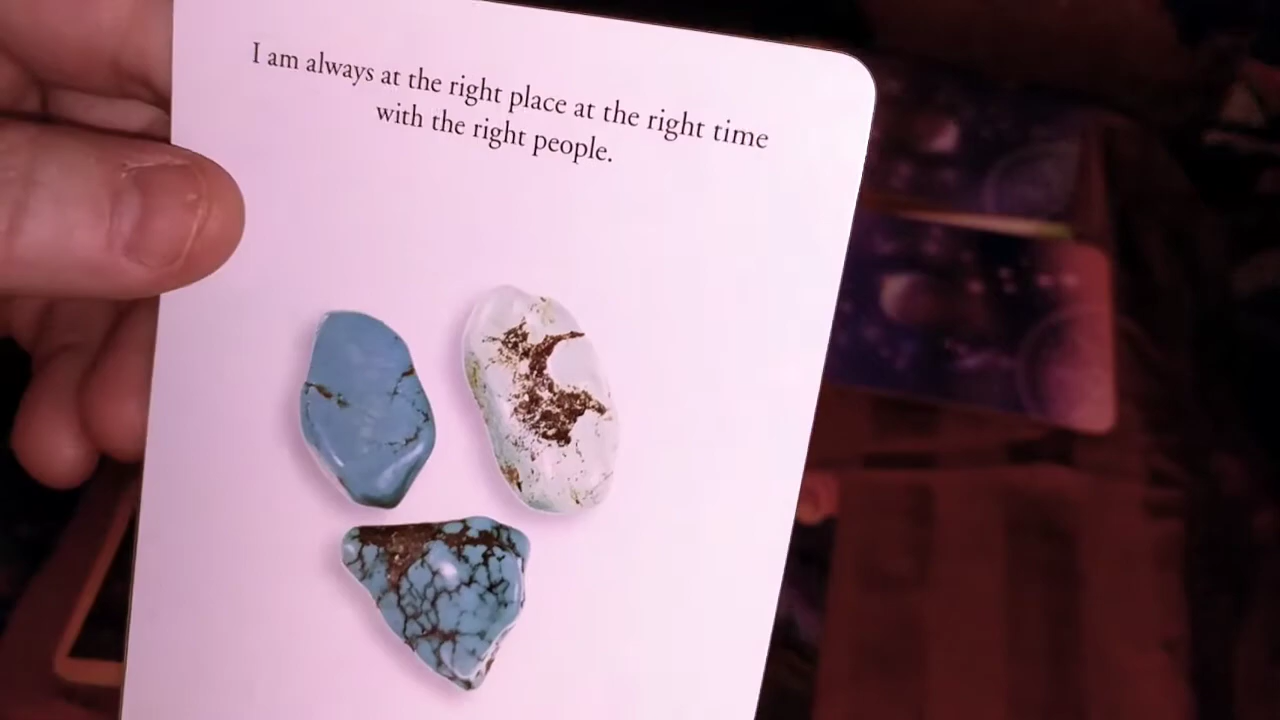 I am always at the right place at the right time
with the right people.